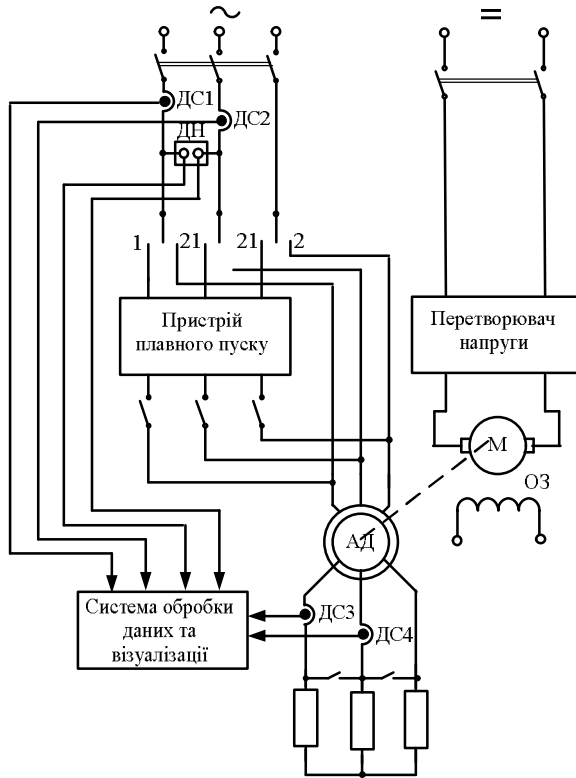 ~
=
ДС1
ДС2
ДН
1 21 21 2
Пристрій
плавного пуску
Перетворювач
напруги
М
ОЗ
АД
Система обробки
даних та
візуалізації
ДС3
ДС4